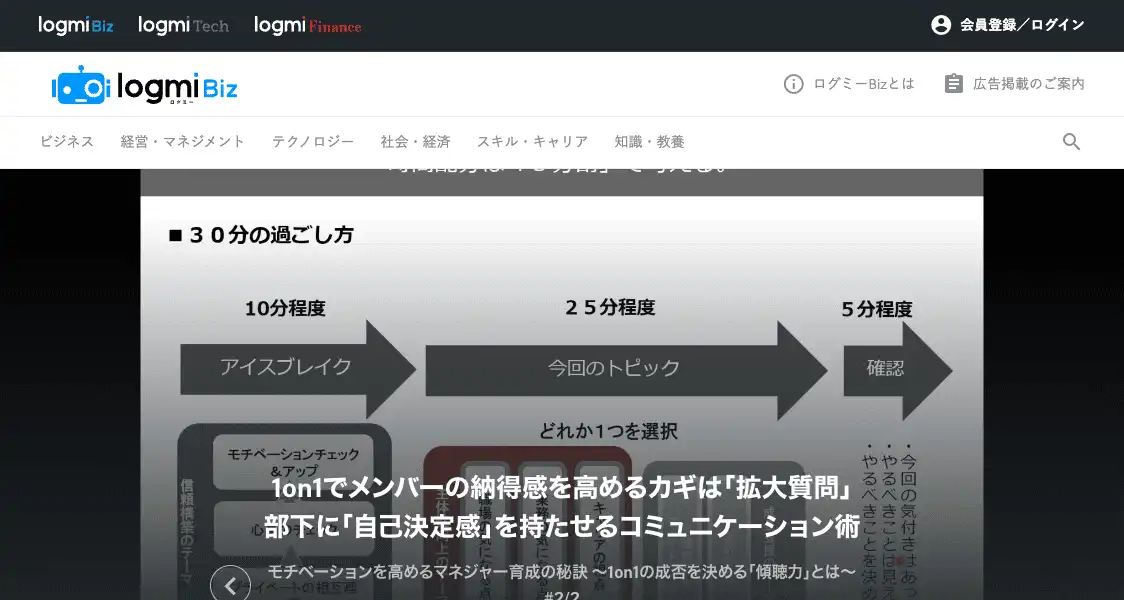 logmi Biz
logmi Tech
logmi Finance
会員登録／ログイン
logmi Biz
ログミー
ログミーBizとは
広告掲載のご案内
ビジネス
経営・マネジメント
テクノロジー
社会・経済
スキル・キャリア
知識・教養
■３０分の過ごし方
10分程度
２５分程度
５分程度
アイスブレイク
今回のトピック
確認
どれか1つを選択
モチベーションチェック
&アップ
信頼構築のテーマ
・今回の気付きはあっ
・やるべきことは見え
・やるべきことを決め
1on1でメンバーの納得感を高めるカギは「拡大質問」
部下に「自己決定感」を持たせるコミュニケーション術
モチベーションを高めるマネジャー育成の秘訣 〜1on1の成否を決める「傾聴力」とは〜
#2/2